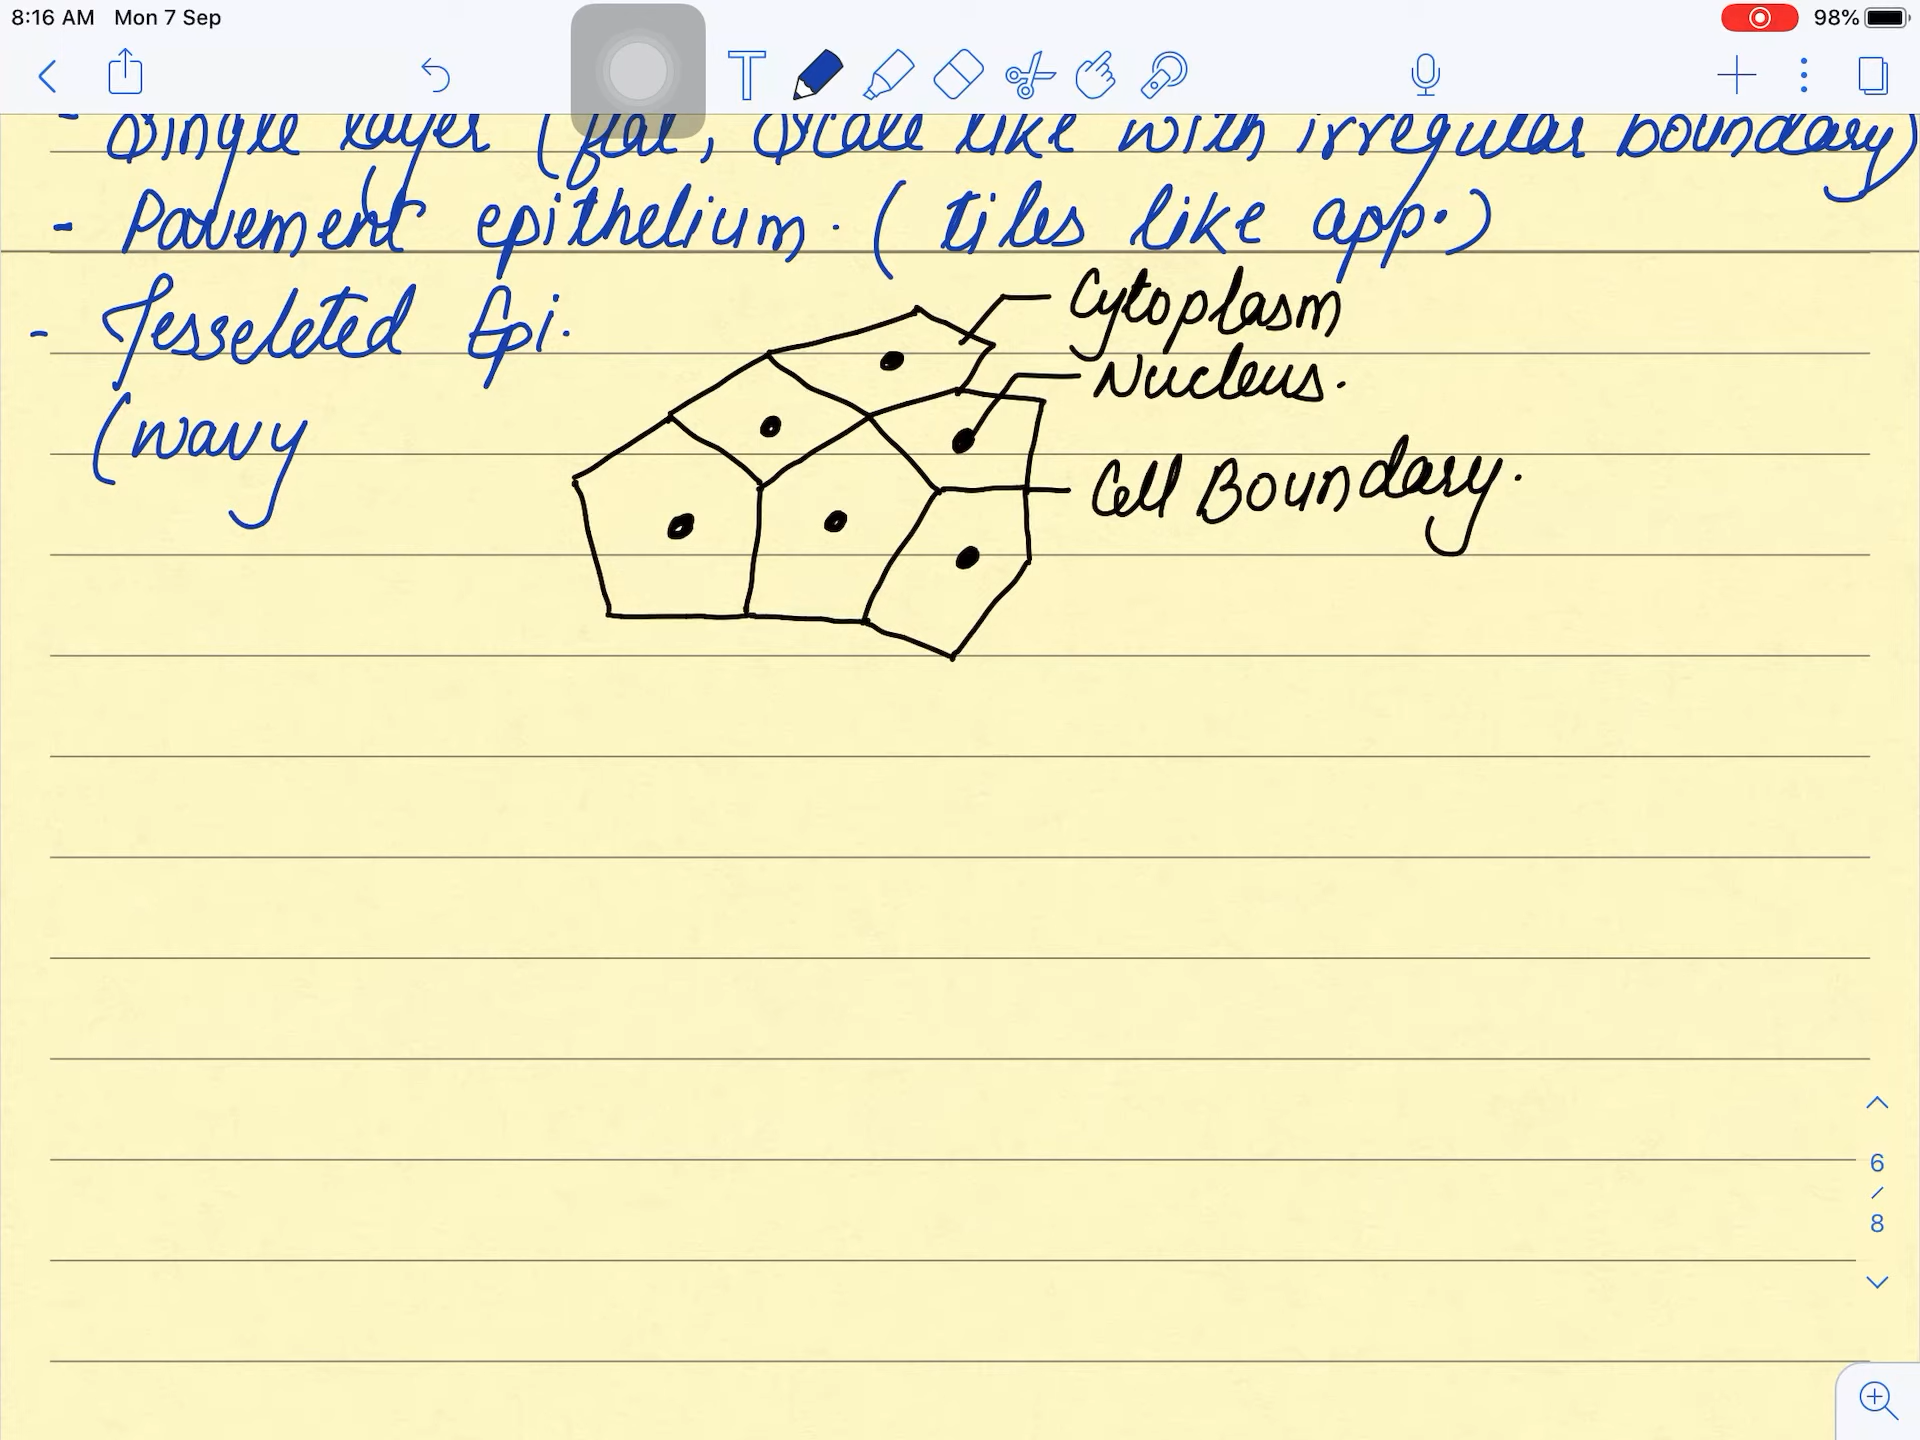 8:16 AM Mon 7 Sep
98%
T
- Single layer (flat, Scale like with irregular boundary)
- Pavement epithelium. (tiles like app.)
- Tesseleted Epi.
(wavy
Cytoplasm
Nucleus.
Cell Boundary.
6
/
8